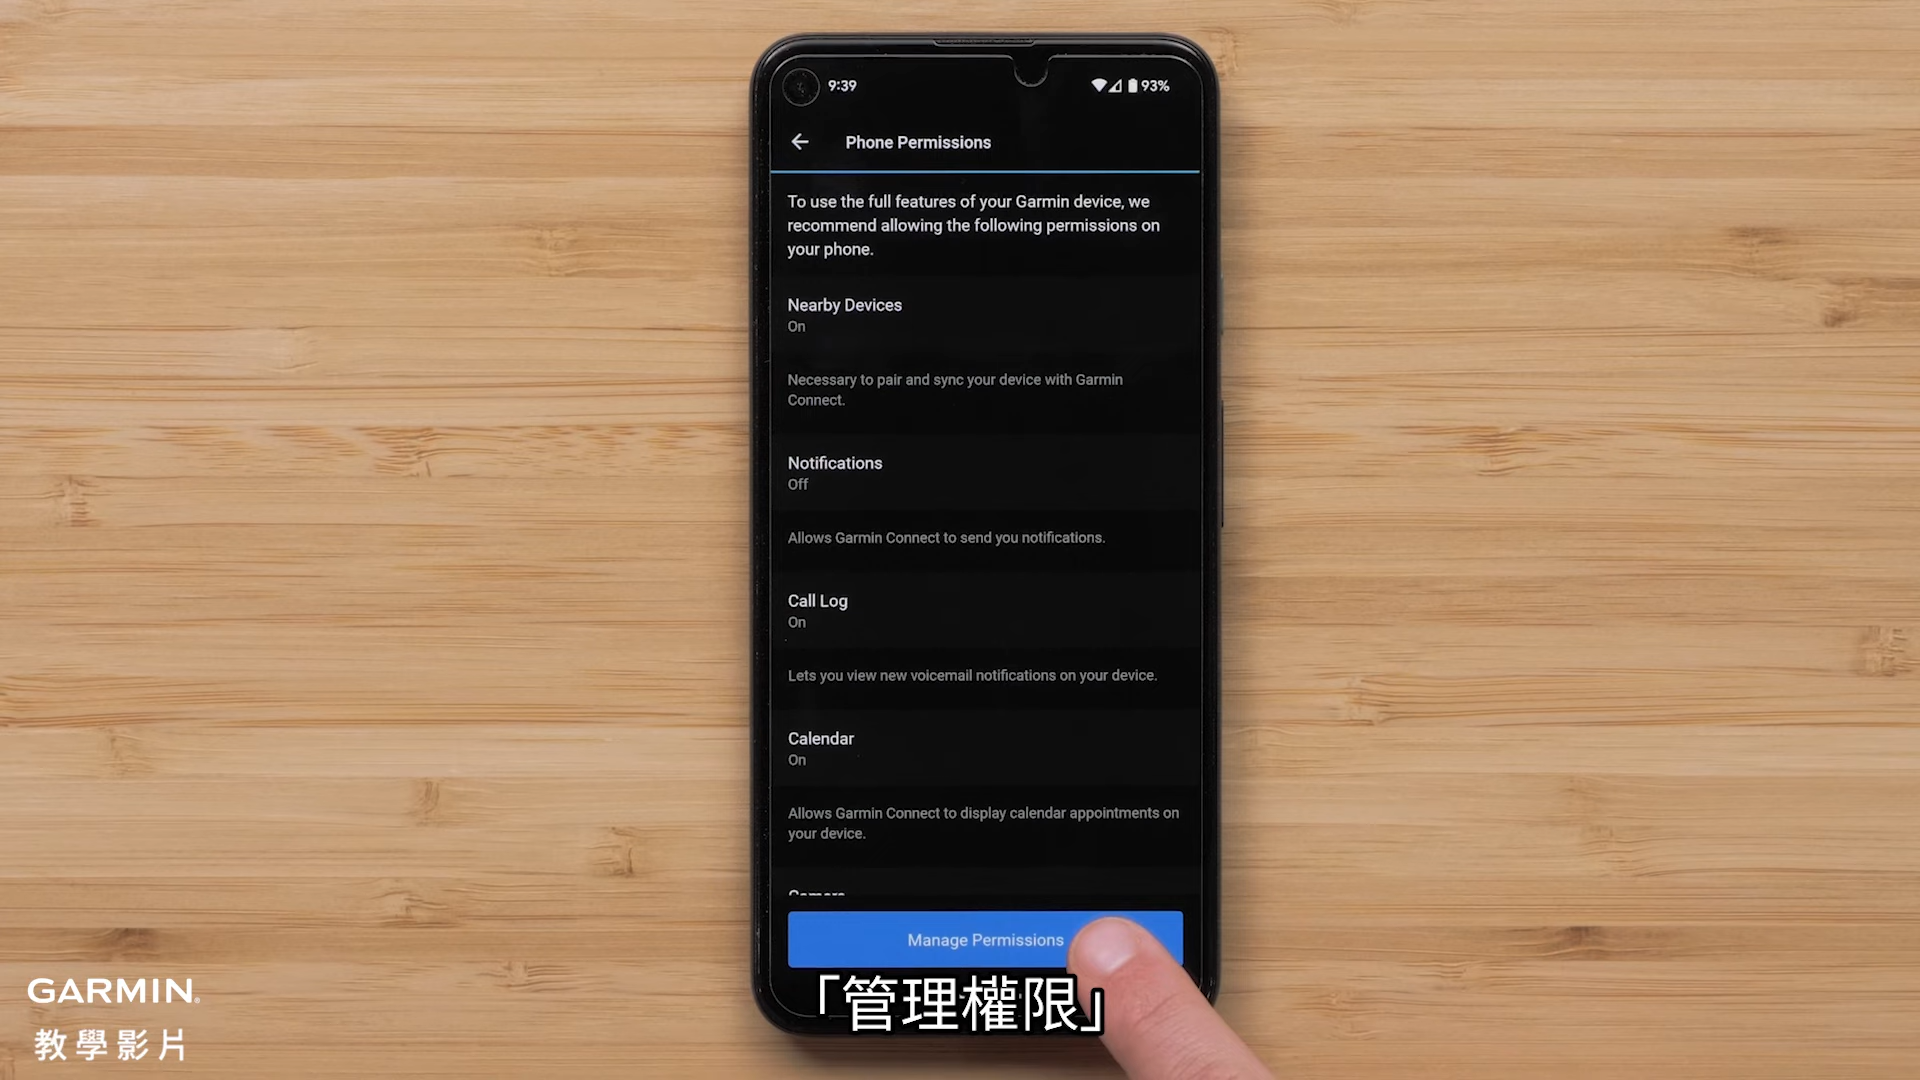 9:39
93%
Phone Permissions
To use the full features of your Garmin device, we
recommend allowing the following permissions on
your phone.
Nearby Devices
On
Necessary to pair and sync your device with Garmin
Connect.
Notifications
Off
Allows Garmin Connect to send you notifications.
Call Log
On
Lets you view new voicemail notifications on your device.
Calendar
On
Allows Garmin Connect to display calendar appointments on
your device.
Camera
Manage Permissions
「管理權限」
GARMIN
教學影片